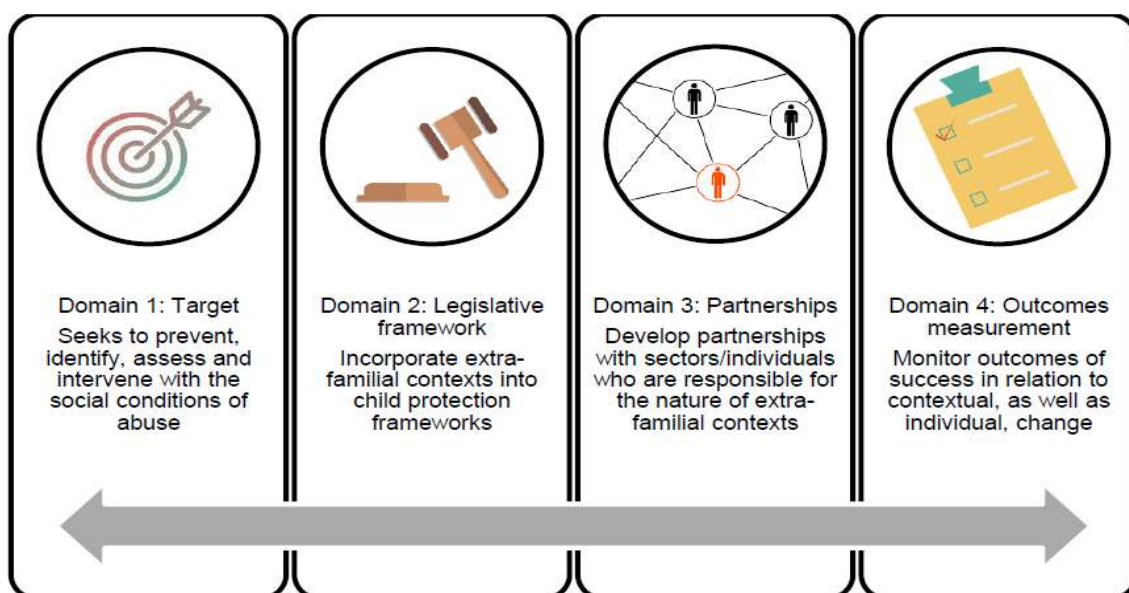 Domain 1: Target
Seeks to prevent,
identify, assess and
intervene with the
social conditions of
abuse
Domain 2: Legislative
framework
Incorporate extra-
familial contexts into
child protection
frameworks
Domain 3: Partnerships
Develop partnerships
with sectors/individuals
who are responsible for
the nature of extra-
familial contexts
Domain 4: Outcomes
measurement
Monitor outcomes of
success in relation to
contextual, as well as
individual, change